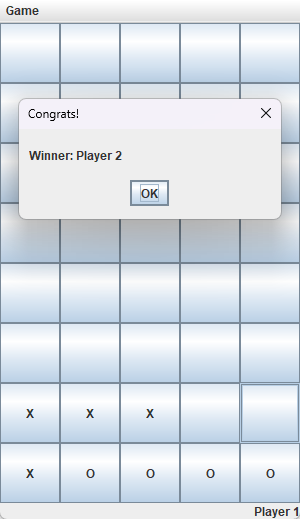 Game
Congrats!
Winner: Player 2
OK
X X X
X O O O O
Player 1